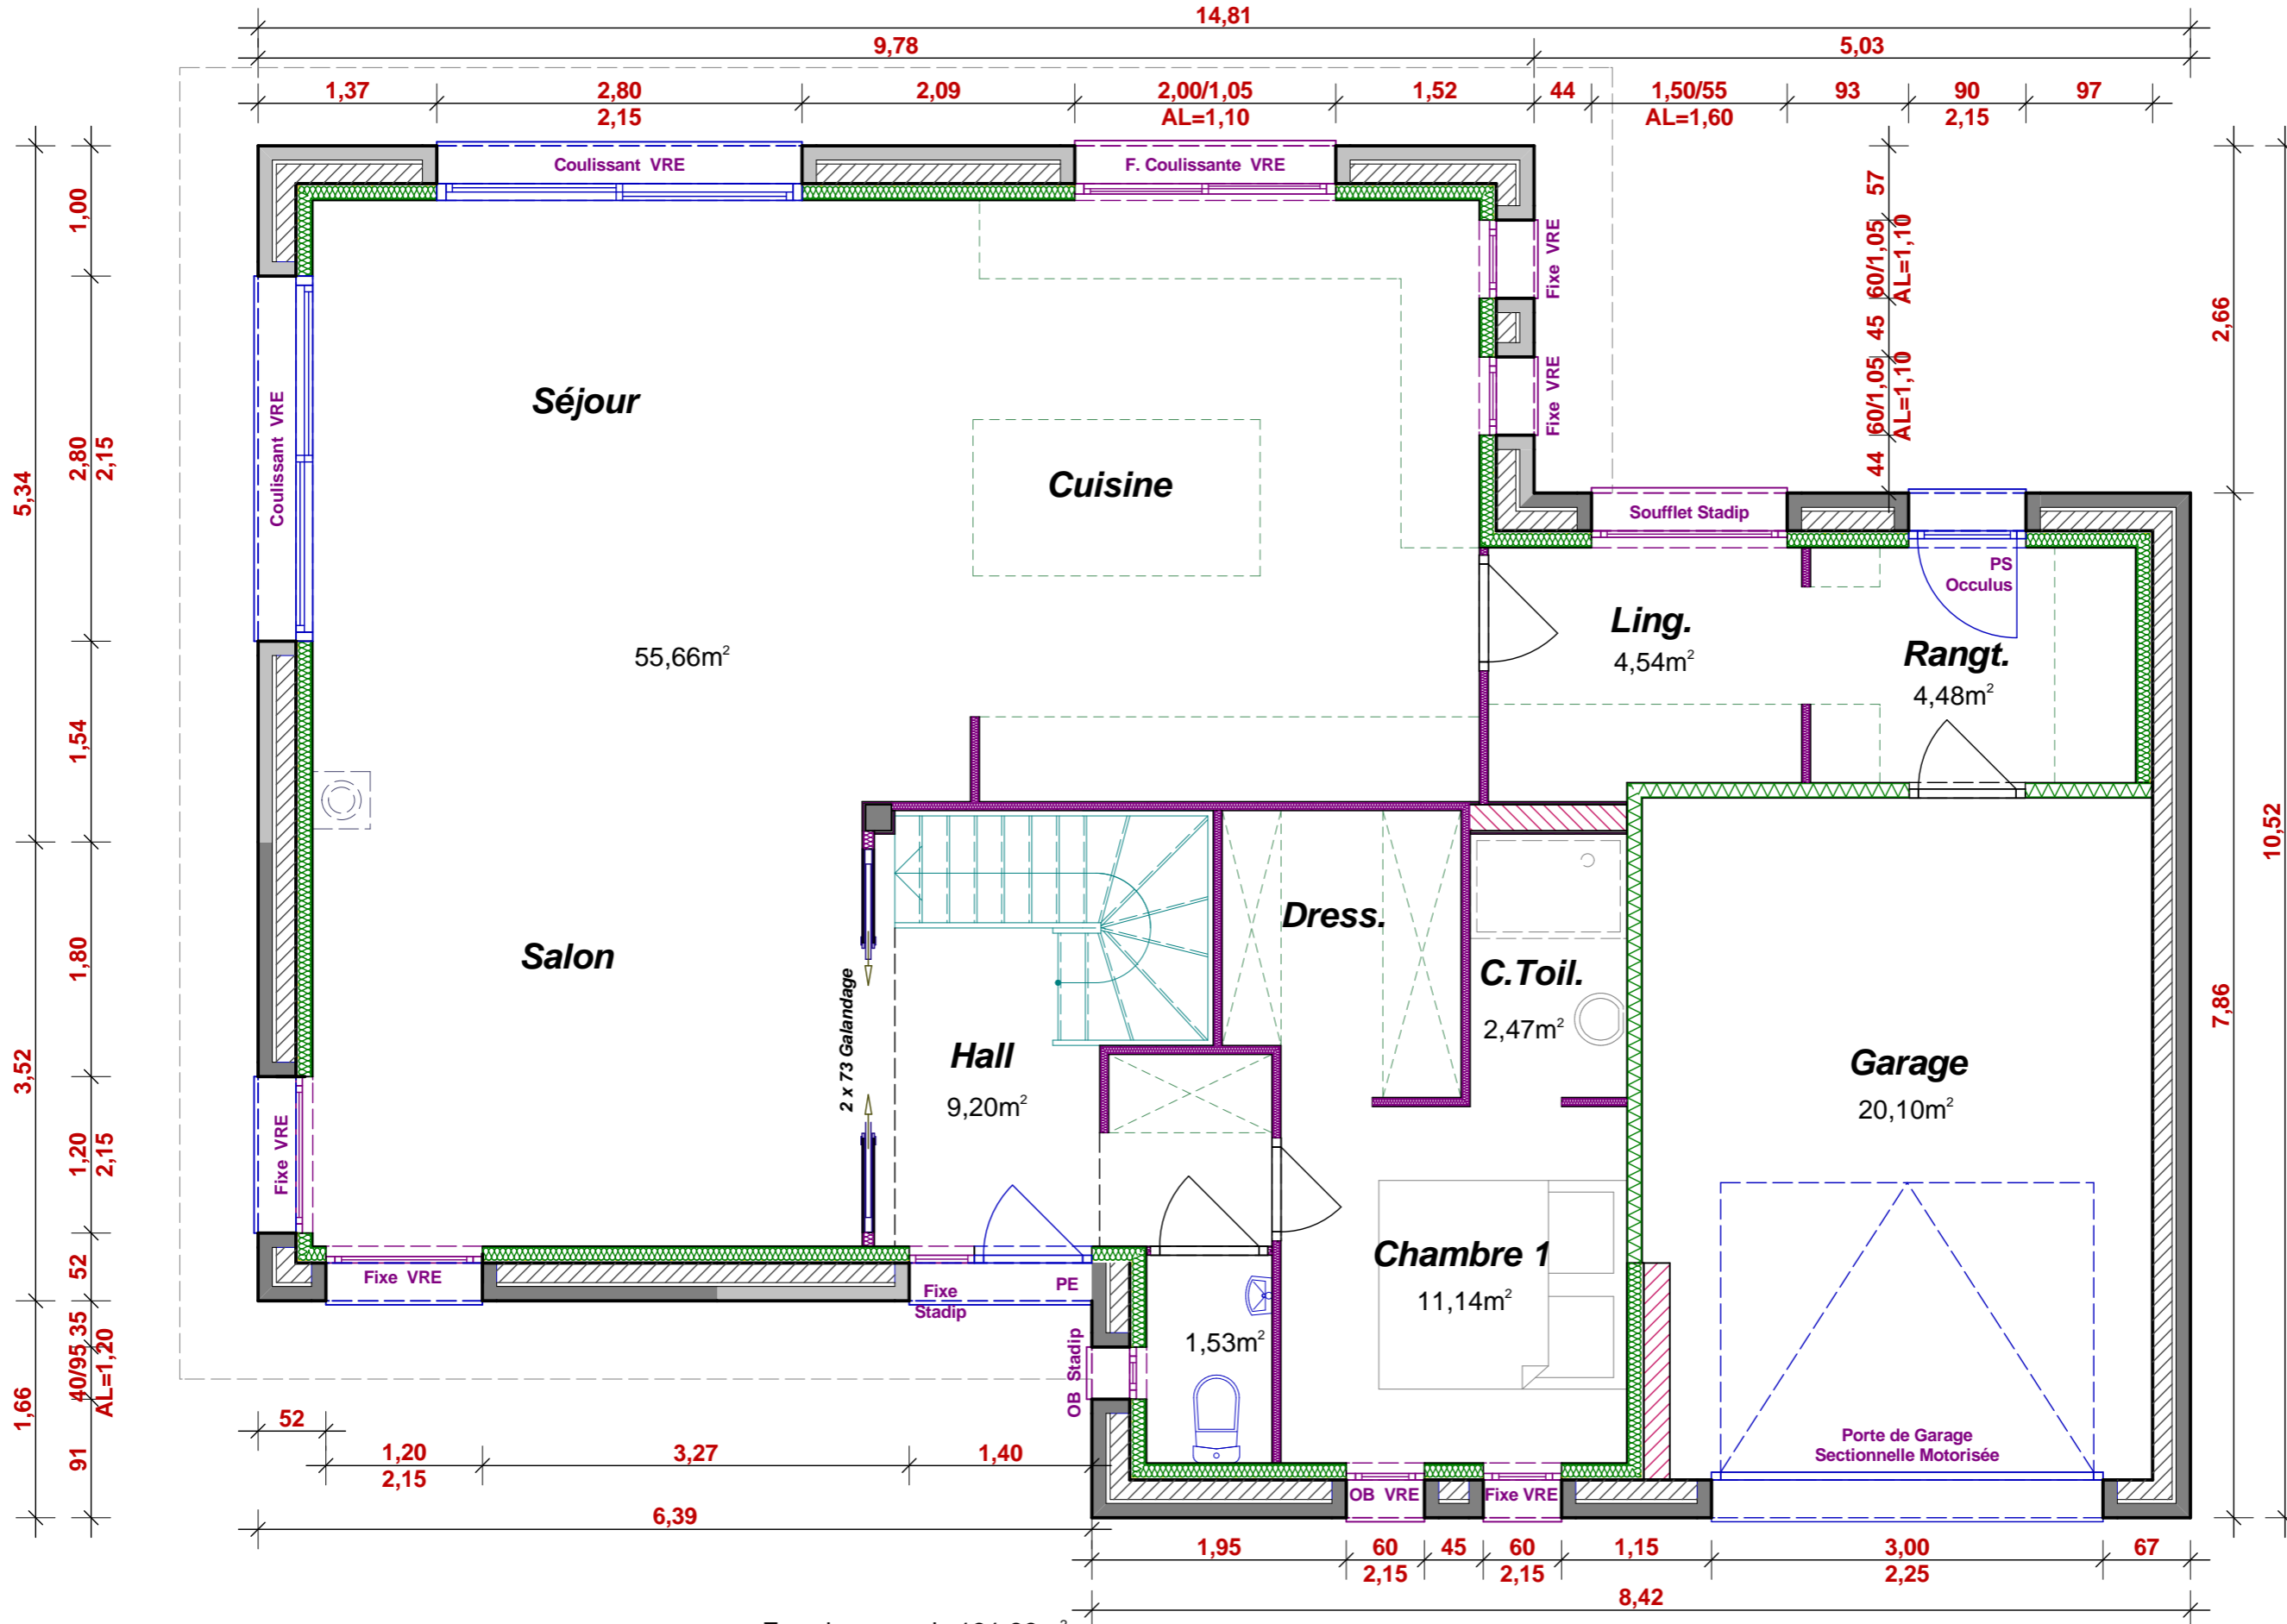 14,81
9,78
5,03
1,37
2,80
2,09
2,00/1,05
1,52
44
1,50/55
93
90
97
2,15
AL=1,10
AL=1,60
2,15
Coulissant VRE
F. Coulissante VRE
57
60/1,05
AL=1,10
45
60/1,05
AL=1,10
44
2,66
10,52
7,86
1,00
2,80
2,15
5,34
1,54
1,80
3,52
1,20
2,15
52
35
40/95
AL=1,20
1,66
91
Coulissant VRE
Fixe VRE
Fixe VRE
Séjour
Cuisine
55,66m²
Soufflet Stadip
PS
Occulus
Ling.
4,54m²
Rangt.
4,48m²
Salon
2 x 73 Galandage
Dress.
C.Toil.
2,47m²
Hall
9,20m²
Garage
20,10m²
Fixe VRE
Fixe VRE
Fixe
Stadip
PE
OB Stadip
1,53m²
Chambre 1
11,14m²
Porte de Garage
Sectionnelle Motorisée
OB VRE
Fixe VRE
52
1,20
2,15
3,27
1,40
6,39
1,95
60
2,15
45
60
2,15
1,15
3,00
2,25
67
8,42